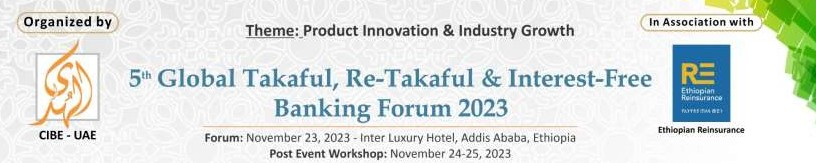 Organized by
CIBE - UAE
Theme: Product Innovation & Industry Growth
5th Global Takaful, Re-Takaful & Interest-Free
Banking Forum 2023
Forum: November 23, 2023 - Inter Luxury Hotel, Addis Ababa, Ethiopia
Post Event Workshop: November 24-25, 2023
In Association with
RE
Ethiopian
Reinsurance
Ethiopian Reinsurance